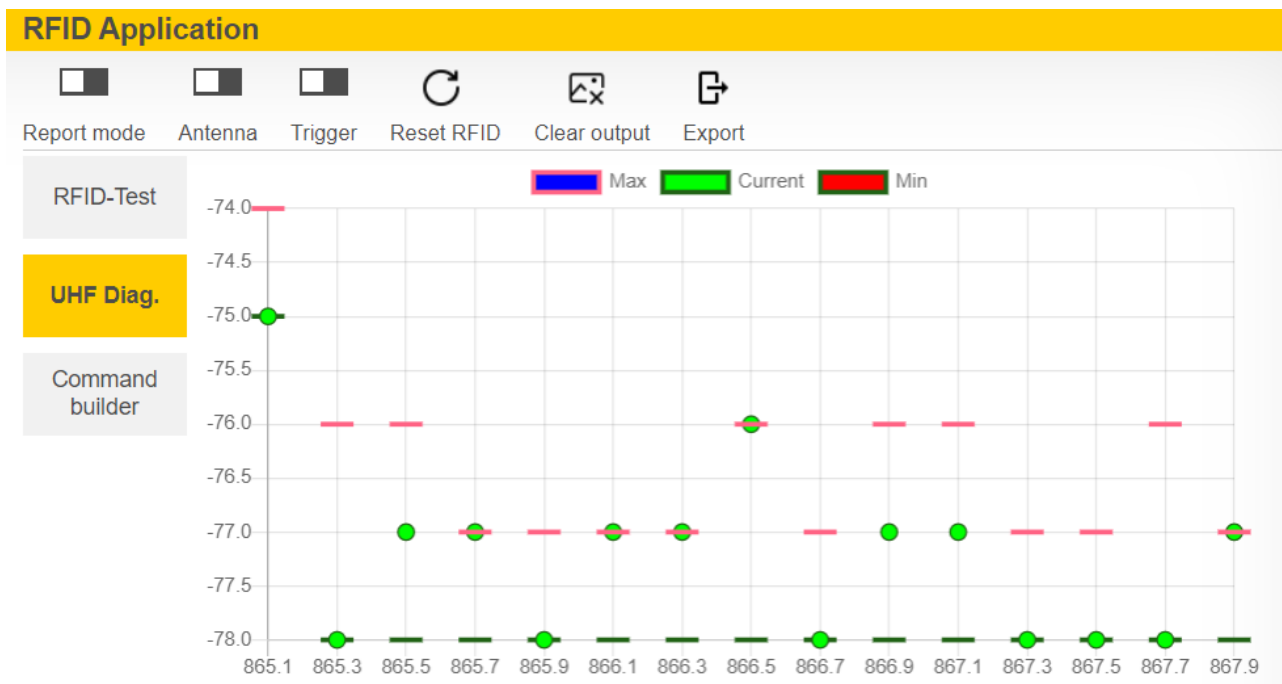 RFID Application
Report mode Antenna Trigger Reset RFID Clear output Export
RFID-Test
UHF Diag.
Command
builder
Max Current Min
-74.0
-74.5
-75.0
-75.5
-76.0
-76.5
-77.0
-77.5
-78.0
865.1 865.3 865.5 865.7 865.9 866.1 866.3 866.5 866.7 866.9 867.1 867.3 867.5 867.7 867.9